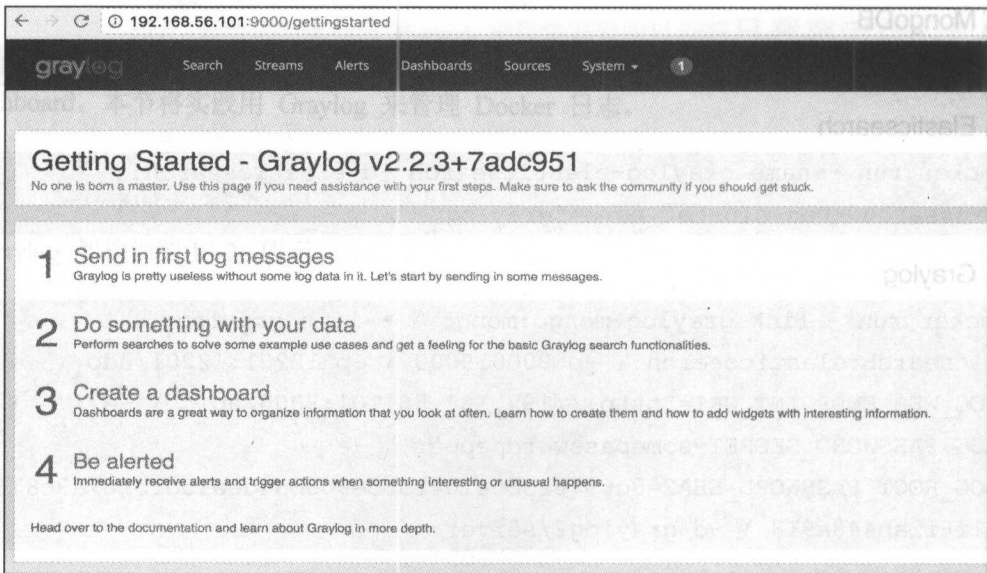 192.168.56.101:9000/gettingstarted
graylog Search Streams Alerts Dashboards Sources System 1
Getting Started - Graylog v2.2.3+7adc951
No one is born a master. Use this page if you need assistance with your first steps. Make sure to ask the community if you should get stuck.
1 Send in first log messages
Graylog is pretty useless without some log data in it. Let's start by sending in some messages.
2 Do something with your data
Perform searches to solve some example use cases and get a feeling for the basic Graylog search functionalities.
3 Create a dashboard
Dashboards are a great way to organize information that you look at often. Learn how to create them and how to add widgets with interesting information.
4 Be alerted
Immediately receive alerts and trigger actions when something interesting or unusual happens.
Head over to the documentation and learn about Graylog in more depth.